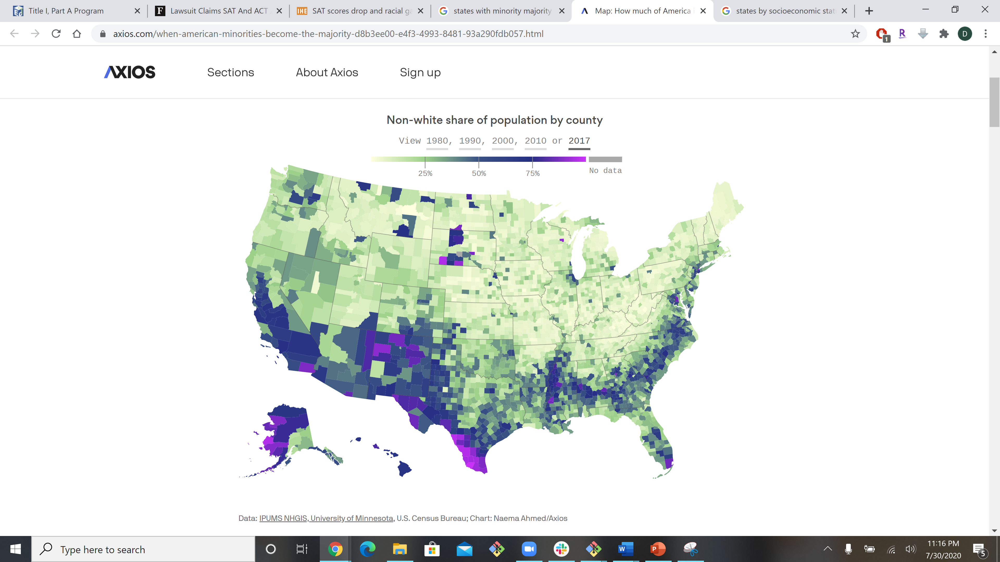 Title I, Part A Program
Lawsuit Claims SAT And ACT
IHE SAT scores drop and racial ga
states with minority majority
Map: How much of America i
states by socioeconomic stat
axios.com/when-american-minorities-become-the-majority-d8b3ee00-e4f3-4993-8481-93a290fdb057.html
1
R
D
AXIOS
Sections
About Axios
Sign up
Non-white share of population by county
View 1980, 1990, 2000, 2010 or 2017
25%
50%
75%
No data
Data: IPUMS NHGIS, University of Minnesota, U.S. Census Bureau; Chart: Naema Ahmed/Axios
Type here to search
11:16 PM
7/30/2020
5